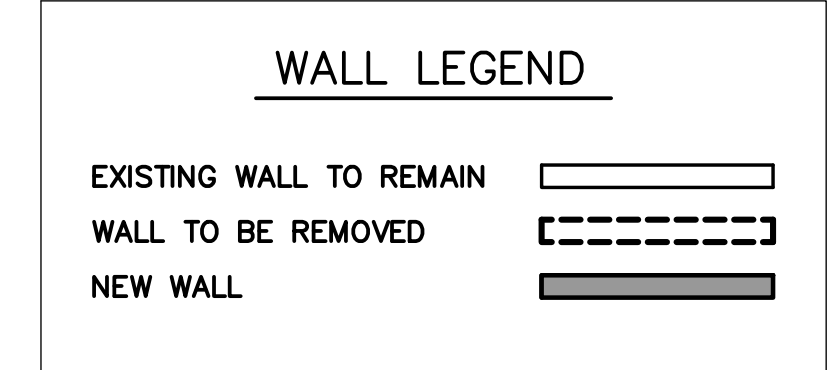 WALL LEGEND
EXISTING WALL TO REMAIN
WALL TO BE REMOVED
NEW WALL